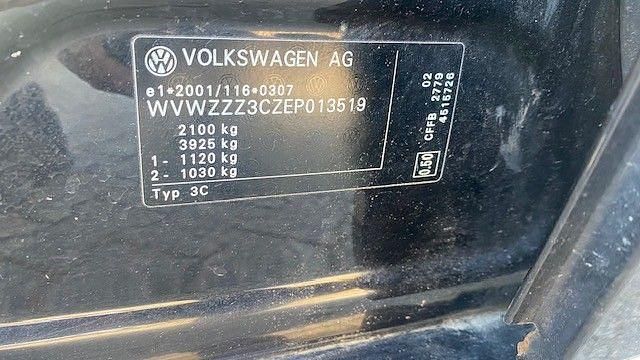 VOLKSWAGEN AG
e1*2001/116*0307
WVWZZZ3CZEP013519
2100 kg
3925 kg
1- 1120 kg
2- 1030 kg
Typ 3C
0.50
CFFB 02
2779
4515726